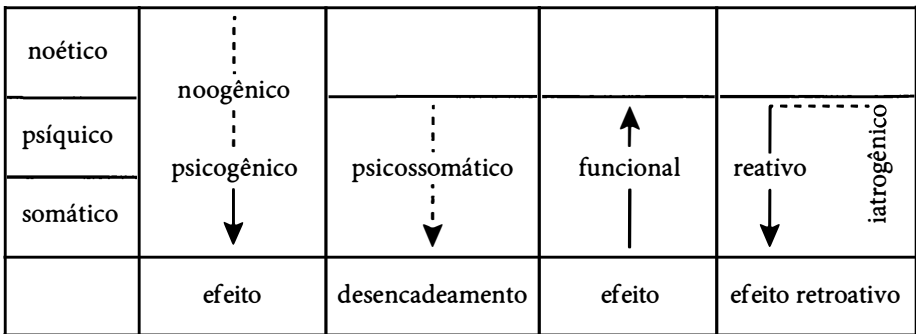 noético
noogênico
psíquico
psicogênico
psicossomático
funcional
reativo
iatrogênico
somático
efeito
desencadeamento
efeito
efeito retroativo